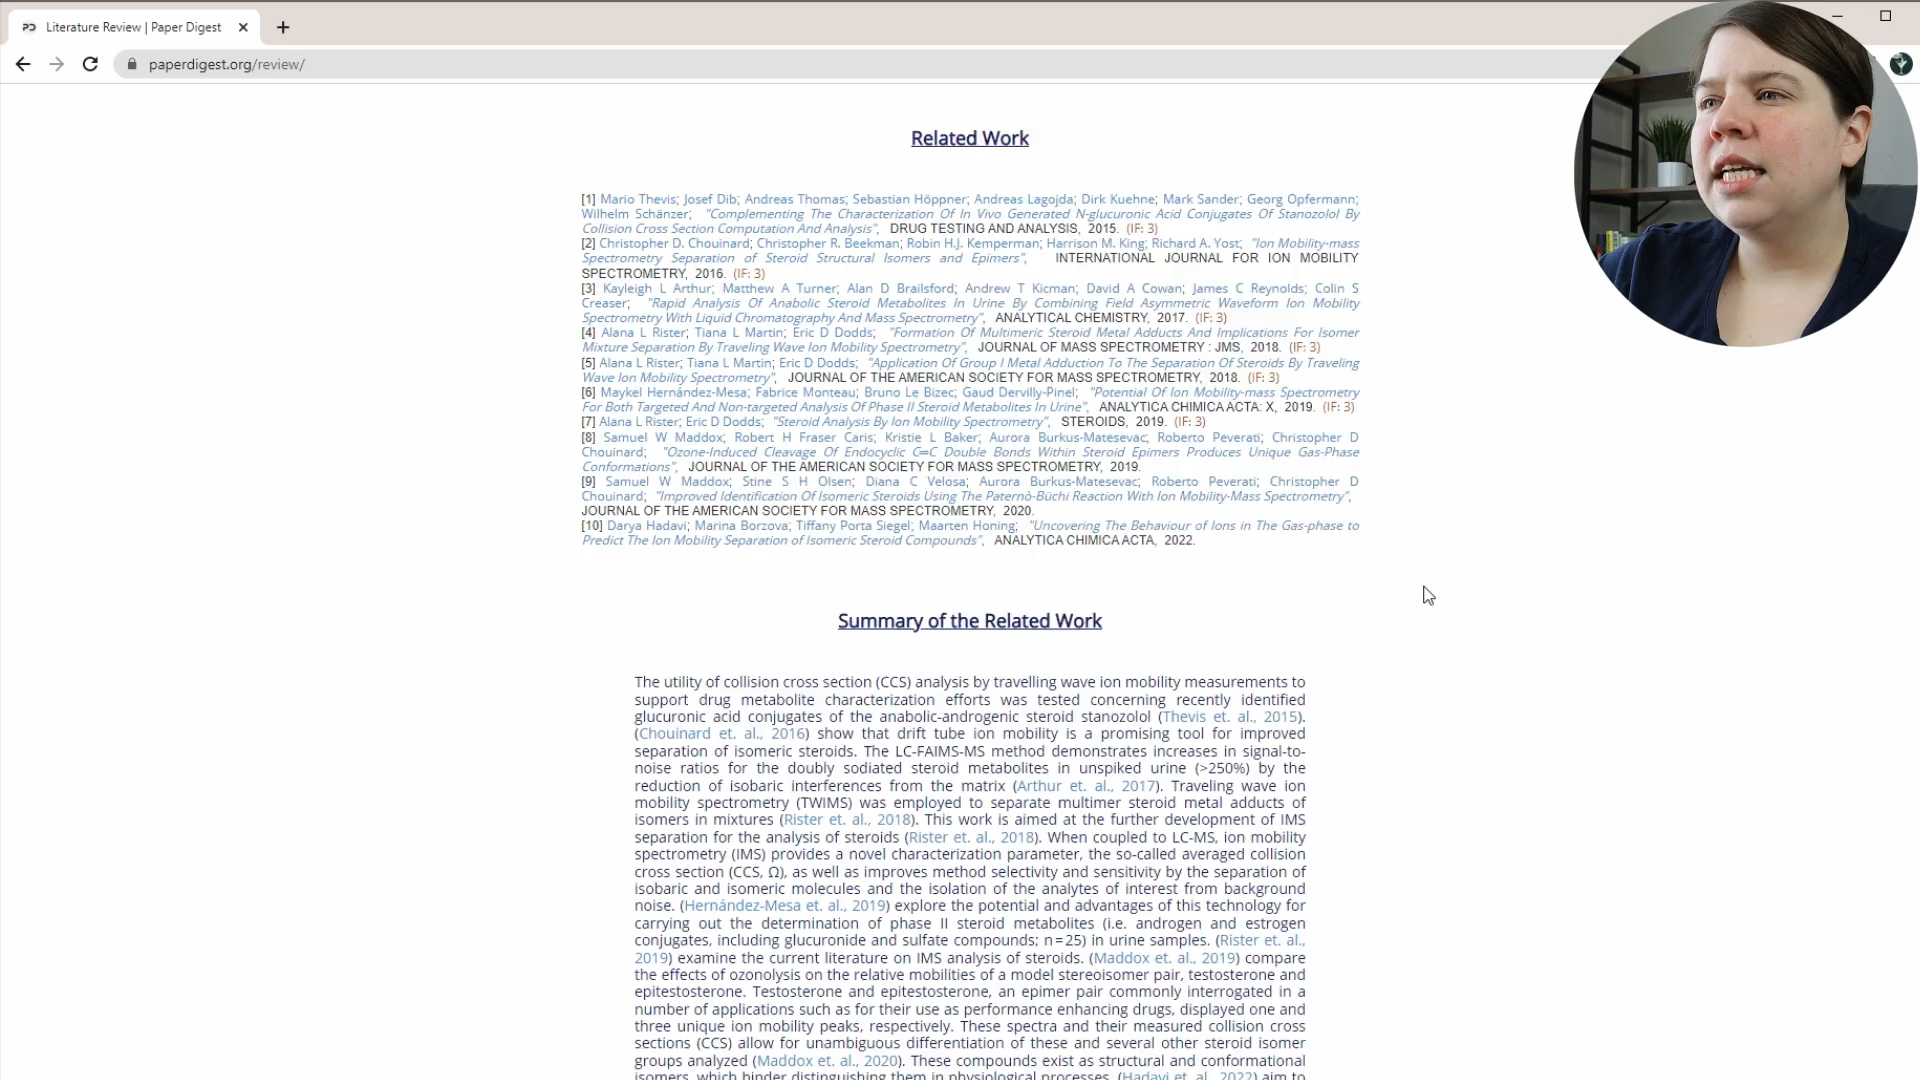 Literature Review | Paper Digest
paperdigest.org/review/
Related Work
[1] Mario Thevis; Josef Dib; Andreas Thomas; Sebastian Höppner; Andreas Lagojda; Dirk Kuehne; Mark Sander; Georg Opfermann;
Wilhelm Schänzer; "Complementing The Characterization Of In Vivo Generated N-glucuronic Acid Conjugates Of Stanozolol By
Collision Cross Section Computation And Analysis", DRUG TESTING AND ANALYSIS, 2015. (IF: 3)
[2] Christopher D. Chouinard; Christopher R. Beekman; Robin H.J. Kemperman; Harrison M. King; Richard A. Yost; "Ion Mobility-mass
Spectrometry Separation of Steroid Structural Isomers and Epimers", INTERNATIONAL JOURNAL FOR ION MOBILITY
SPECTROMETRY, 2016. (IF: 3)
[3] Kayleigh L Arthur; Matthew A Turner; Alan D Brailsford; Andrew T Kicman; David A Cowan; James C Reynolds; Colin S
Creaser; "Rapid Analysis Of Anabolic Steroid Metabolites In Urine By Combining Field Asymmetric Waveform Ion Mobility
Spectrometry With Liquid Chromatography And Mass Spectrometry", ANALYTICAL CHEMISTRY, 2017. (IF: 3)
[4] Alana L Rister; Tiana L Martin; Eric D Dodds; "Formation Of Multimeric Steroid Metal Adducts And Implications For Isomer
Mixture Separation By Traveling Wave Ion Mobility Spectrometry", JOURNAL OF MASS SPECTROMETRY : JMS, 2018. (IF: 3)
[5] Alana L Rister; Tiana L Martin; Eric D Dodds; "Application Of Group I Metal Adduction To The Separation Of Steroids By Traveling
Wave Ion Mobility Spectrometry", JOURNAL OF THE AMERICAN SOCIETY FOR MASS SPECTROMETRY, 2018. (IF: 3)
[6] Maykel Hernández-Mesa; Fabrice Monteau; Bruno Le Bizec; Gaud Dervilly-Pinel; "Potential Of Ion Mobility-mass Spectrometry
For Both Targeted And Non-targeted Analysis Of Phase II Steroid Metabolites In Urine", ANALYTICA CHIMICA ACTA: X, 2019. (IF: 3)
[7] Alana L Rister; Eric D Dodds; "Steroid Analysis By Ion Mobility Spectrometry", STEROIDS, 2019. (IF: 3)
[8] Samuel W Maddox; Robert H Fraser Caris; Kristie L Baker; Aurora Burkus-Matesevac; Roberto Peverati; Christopher D
Chouinard; "Ozone-Induced Cleavage Of Endocyclic C═C Double Bonds Within Steroid Epimers Produces Unique Gas-Phase
Conformations", JOURNAL OF THE AMERICAN SOCIETY FOR MASS SPECTROMETRY, 2019.
[9] Samuel W Maddox; Stine S H Olsen; Diana C Velosa; Aurora Burkus-Matesevac; Roberto Peverati; Christopher D
Chouinard; "Improved Identification Of Isomeric Steroids Using The Paternò-Büchi Reaction With Ion Mobility-Mass Spectrometry",
JOURNAL OF THE AMERICAN SOCIETY FOR MASS SPECTROMETRY, 2020.
[10] Darya Hadavi; Marina Borzova; Tiffany Porta Siegel; Maarten Honing; "Uncovering The Behaviour of Ions in The Gas-phase to
Predict The Ion Mobility Separation of Isomeric Steroid Compounds", ANALYTICA CHIMICA ACTA, 2022.
Summary of the Related Work
The utility of collision cross section (CCS) analysis by travelling wave ion mobility measurements to
support drug metabolite characterization efforts was tested concerning recently identified
glucuronic acid conjugates of the anabolic-androgenic steroid stanozolol (Thevis et. al., 2015).
(Chouinard et. al., 2016) show that drift tube ion mobility is a promising tool for improved
separation of isomeric steroids. The LC-FAIMS-MS method demonstrates increases in signal-to-
noise ratios for the doubly sodiated steroid metabolites in unspiked urine (>250%) by the
reduction of isobaric interferences from the matrix (Arthur et. al., 2017). Traveling wave ion
mobility spectrometry (TWIMS) was employed to separate multimer steroid metal adducts of
isomers in mixtures (Rister et. al., 2018). This work is aimed at the further development of IMS
separation for the analysis of steroids (Rister et. al., 2018). When coupled to LC-MS, ion mobility
spectrometry (IMS) provides a novel characterization parameter, the so-called averaged collision
cross section (CCS, Ω), as well as improves method selectivity and sensitivity by the separation of
isobaric and isomeric molecules and the isolation of the analytes of interest from background
noise. (Hernández-Mesa et. al., 2019) explore the potential and advantages of this technology for
carrying out the determination of phase II steroid metabolites (i.e. androgen and estrogen
conjugates, including glucuronide and sulfate compounds; n=25) in urine samples. (Rister et. al.,
2019) examine the current literature on IMS analysis of steroids. (Maddox et. al., 2019) compare
the effects of ozonolysis on the relative mobilities of a model stereoisomer pair, testosterone and
epitestosterone. Testosterone and epitestosterone, an epimer pair commonly interrogated in a
number of applications such as for their use as performance enhancing drugs, displayed one and
three unique ion mobility peaks, respectively. These spectra and their measured collision cross
sections (CCS) allow for unambiguous differentiation of these and several other steroid isomer
groups analyzed (Maddox et. al., 2020). These compounds exist as structural and conformational
isomers, which hinder distinguishing them in physiological processes. (Hadavi et. al., 2022) aim to